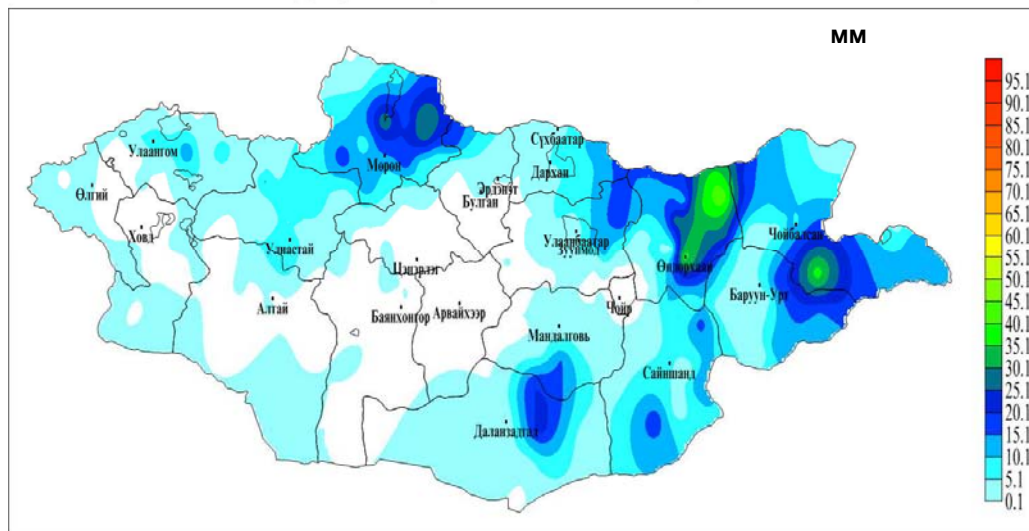 мм
95.1
90.1
85.1
75.1
70.1
65.1
60.1
55.1
50.1
45.1
40.1
35.1
30.1
25.1
20.1
15.1
10.1
5.1
0.1
Сүхбаатар
Улаангом
Мөрөн
Дархан
Өлгий
Эрдэнэт
Булган
Ховд
Улиастай
Улаанбаатар
Зуунмод
Чойбалсан
Өндөрхаан
Цэцэрлэг
Баруун-Урт
Алтай
Баянхонгор
Арвайхээр
Чойр
Мандалговь
Сайншанд
Даланзадгад